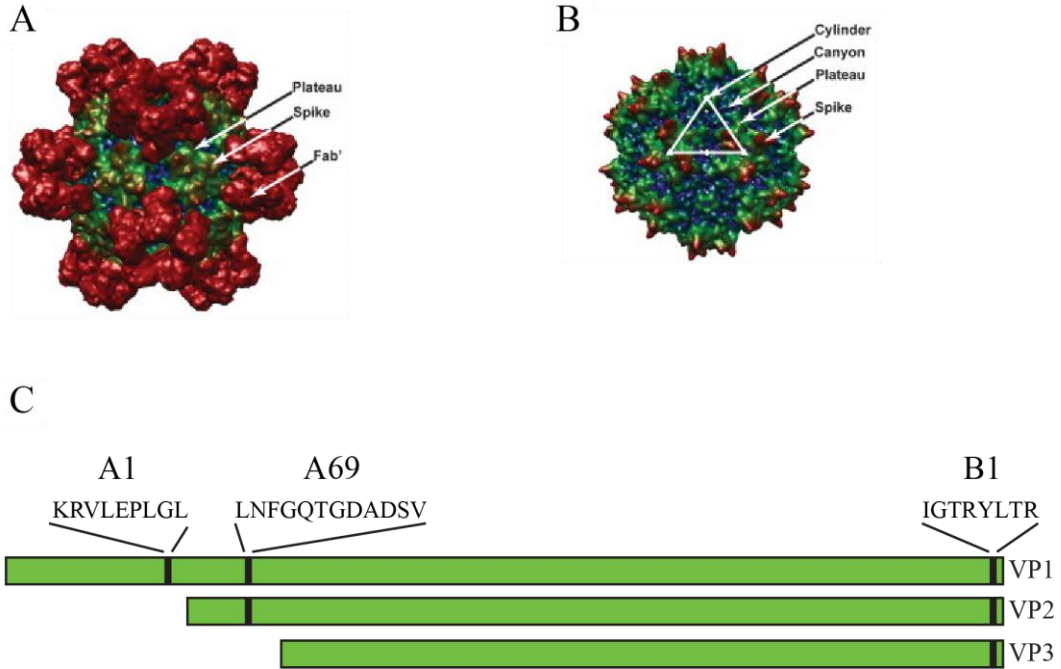 A
Plateau
Spike
Fab'
B
Cylinder
Canyon
Plateau
Spike
C
A1
A69
B1
KRVLEPLGL
LNFGQTGDADSV
IGTRYLTR
VP1
VP2
VP3